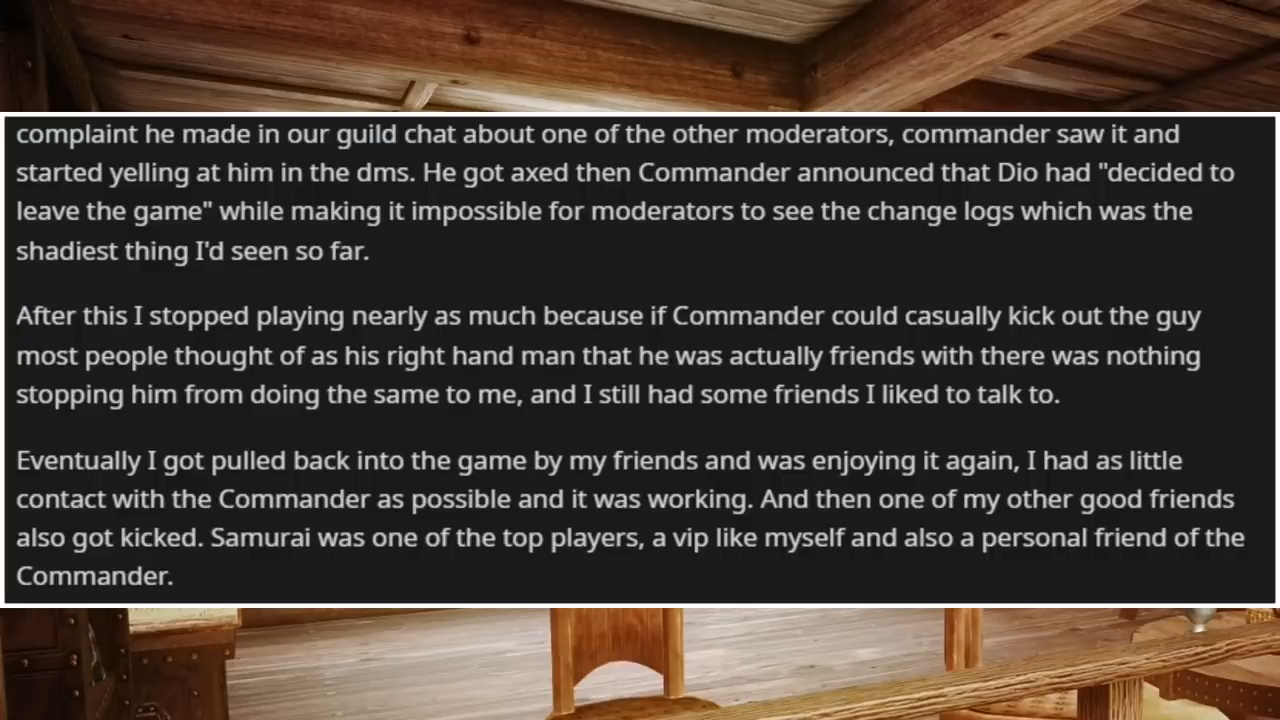 complaint he made in our guild chat about one of the other moderators, commander saw it and
started yelling at him in the dms. He got axed then Commander announced that Dio had "decided to
leave the game" while making it impossible for moderators to see the change logs which was the
shadiest thing I'd seen so far.
After this I stopped playing nearly as much because if Commander could casually kick out the guy
most people thought of as his right hand man that he was actually friends with there was nothing
stopping him from doing the same to me, and I still had some friends I liked to talk to.
Eventually I got pulled back into the game by my friends and was enjoying it again, I had as little
contact with the Commander as possible and it was working. And then one of my other good friends
also got kicked. Samurai was one of the top players, a vip like myself and also a personal friend of the
Commander.